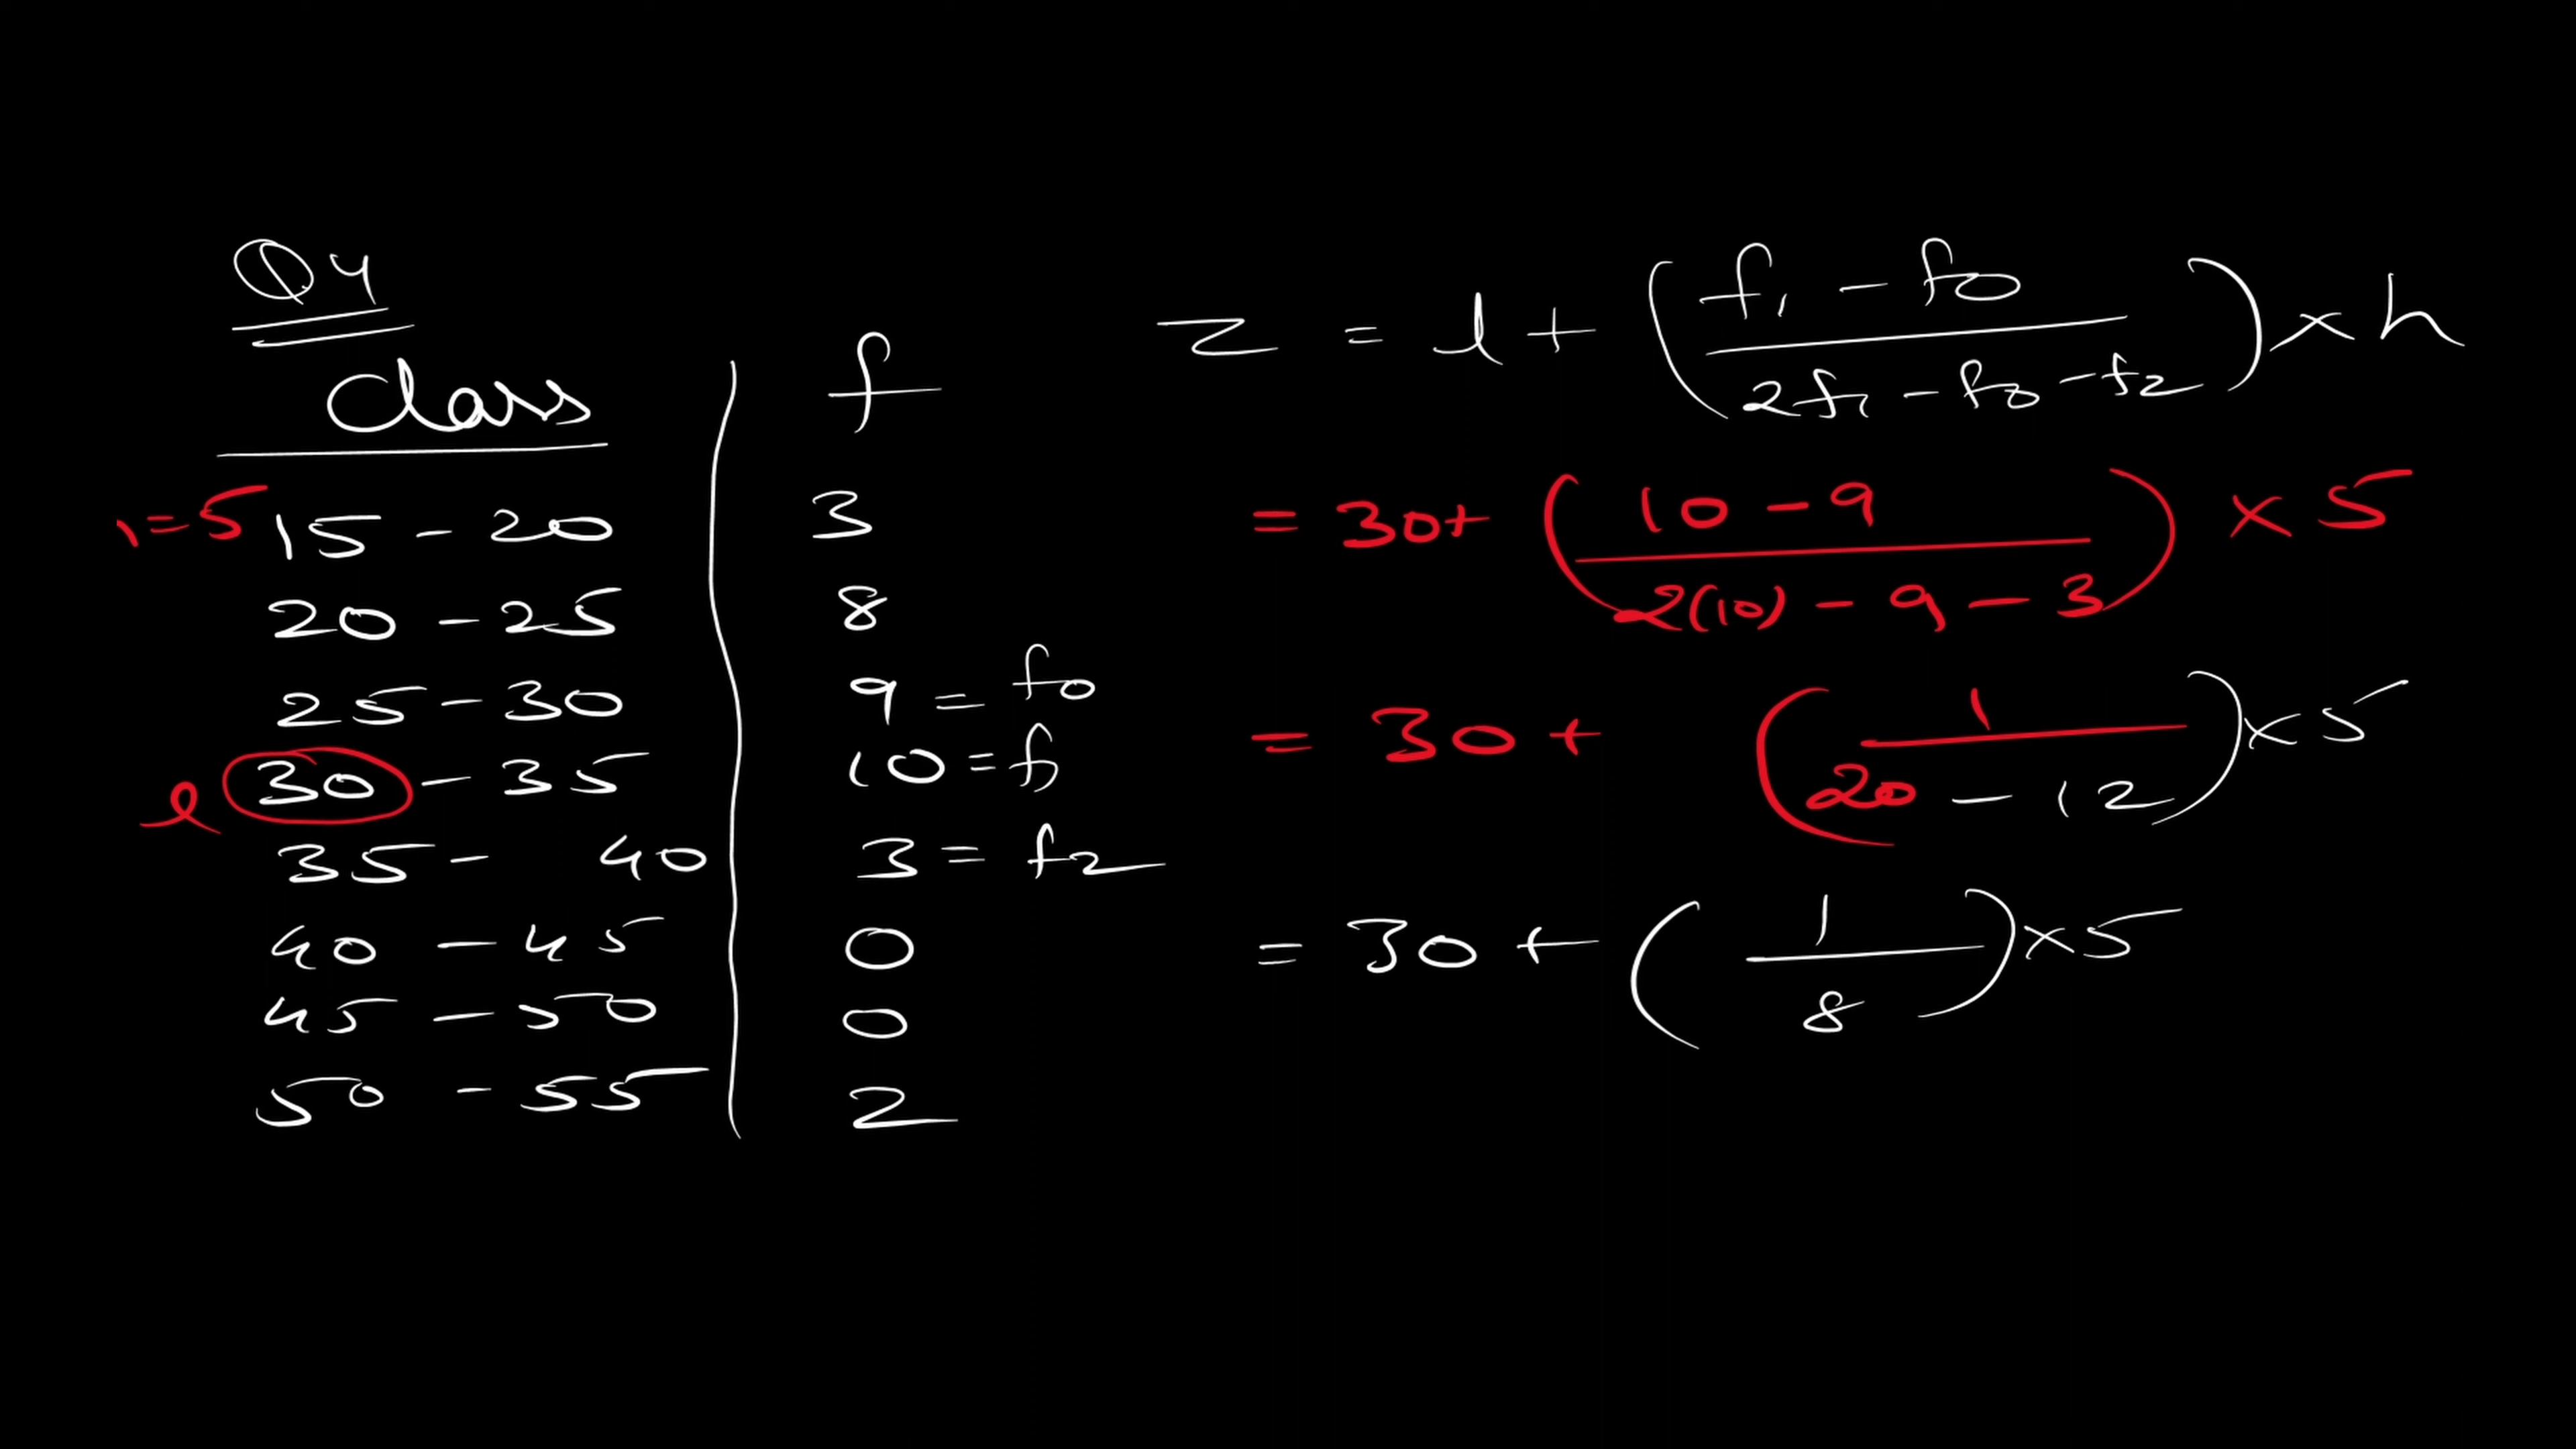 Q4
Class | f
15 - 20 3
20 - 25 8
25 - 30 9 = f0
30 - 35 10 = f1
35 - 40 3 = f2
40 - 45 0
45 - 50 0
50 - 55 2
= 5
l
Z = l + ( f1 - f0 / 2f1 - f0 - f2 ) × h
= 30 + ( 10 - 9 / 2(10) - 9 - 3 ) × 5
= 30 + ( 1 / 20 - 12 ) × 5
= 30 + ( 1 / 8 ) × 5